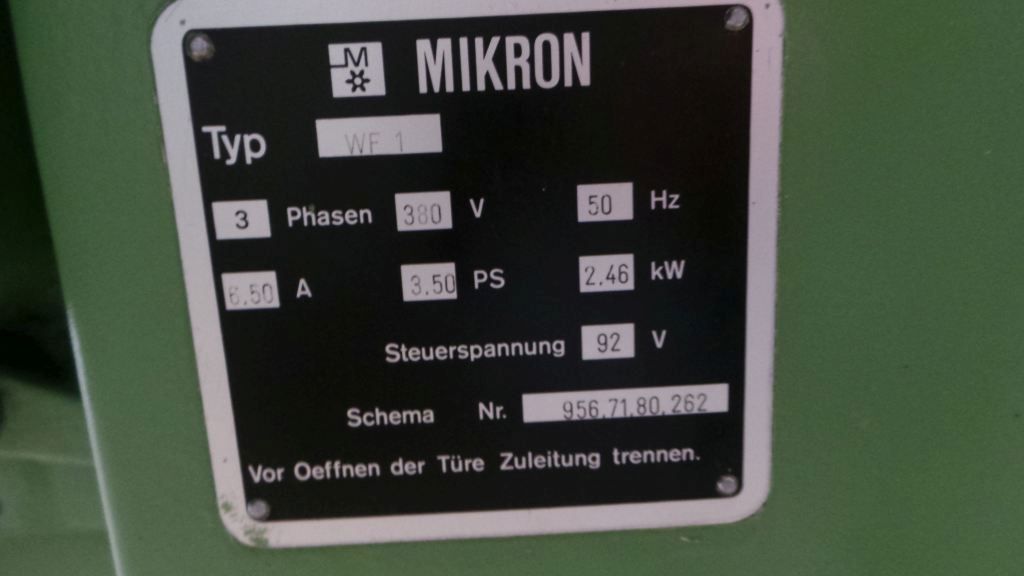 M MIKRON
Typ WF 1
3 Phasen 380 V 50 Hz
6.50 A 3.50 PS 2.46 kW
Steuerspannung 92 V
Schema Nr. 956.71.80.262
Vor Oeffnen der Türe Zuleitung trennen.